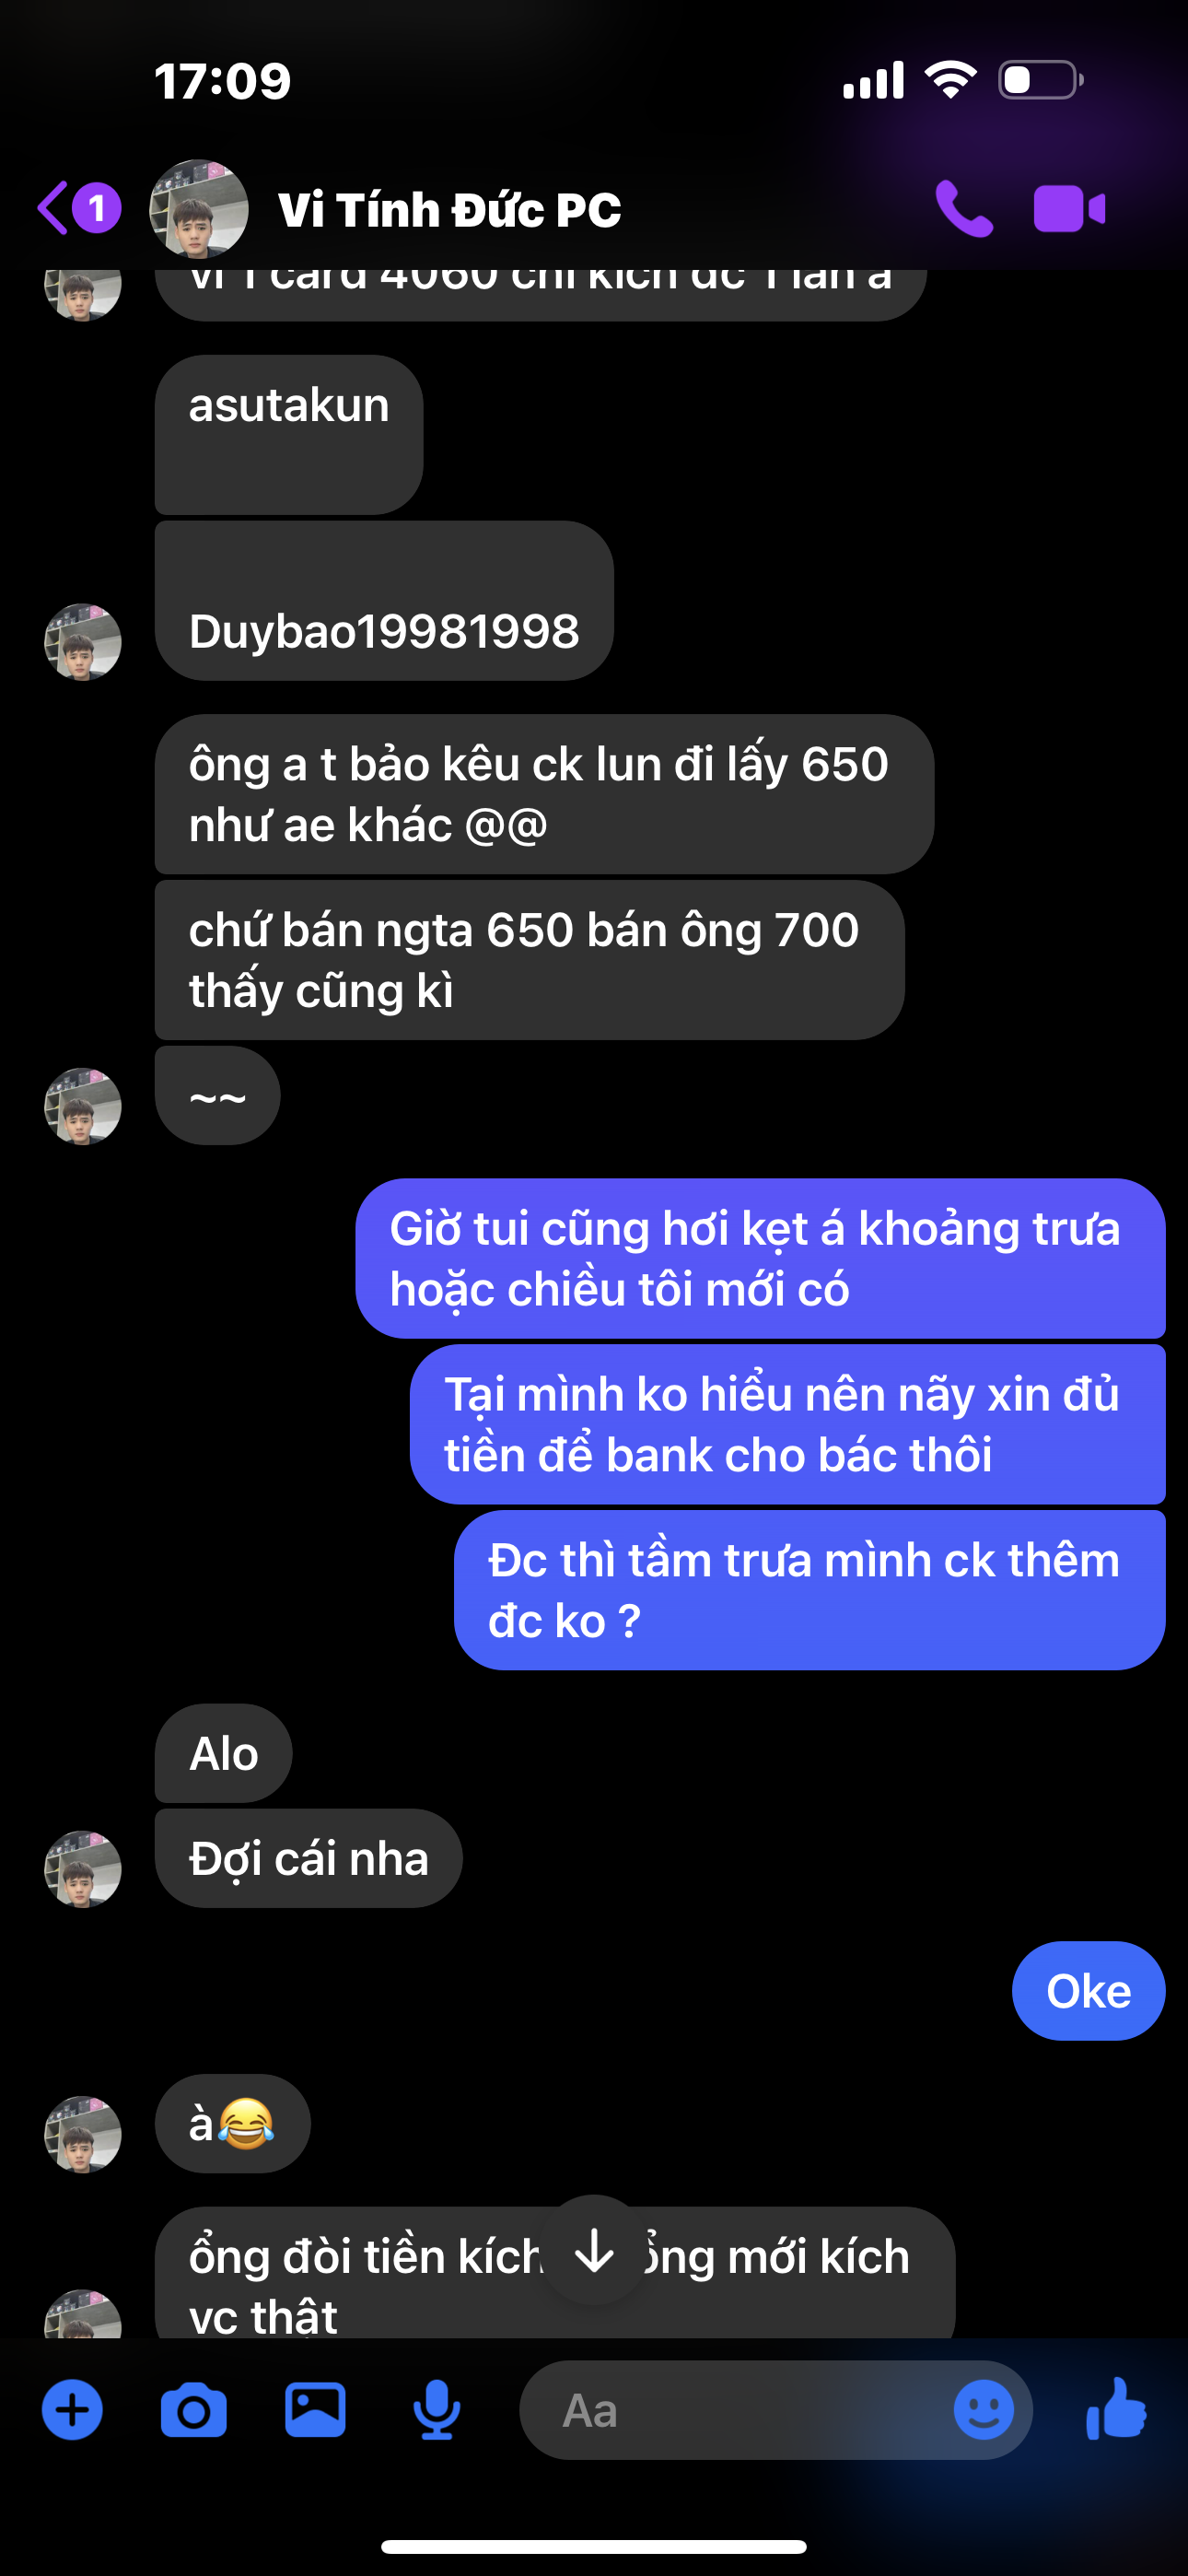 17:09
1
Vi Tính Đức PC
vì 1 card 4060 chỉ kích dc 1 lần à
asutakun
Duybao19981998
ông a t bảo kêu ck lun đi lấy 650
như ae khác @@
chứ bán ngta 650 bán ông 700
thấy cũng kì
~~
Giờ tui cũng hơi kẹt á khoảng trưa
hoặc chiều tôi mới có
Tại mình ko hiểu nên nãy xin đủ
tiền để bank cho bác thôi
Đc thì tầm trưa mình ck thêm
đc ko ?
Alo
Đợi cái nha
Oke
à😂
ổng đòi tiền kích ổng mới kích
vc thật
Aa